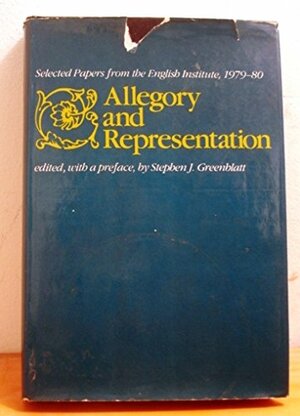 Selected Papers from the English Institute, 1979-80
Allegory
and
Representation
edited, with a preface, by Stephen J. Greenblatt